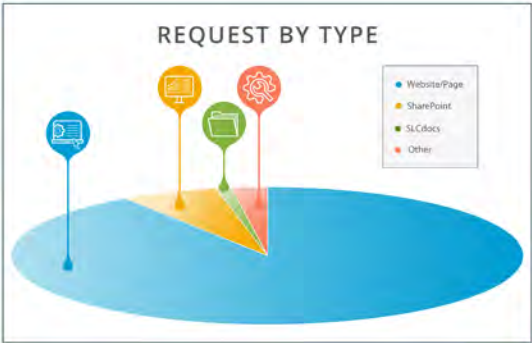 REQUEST BY TYPE
Website/Page
SharePoint
SLCdocs
Other